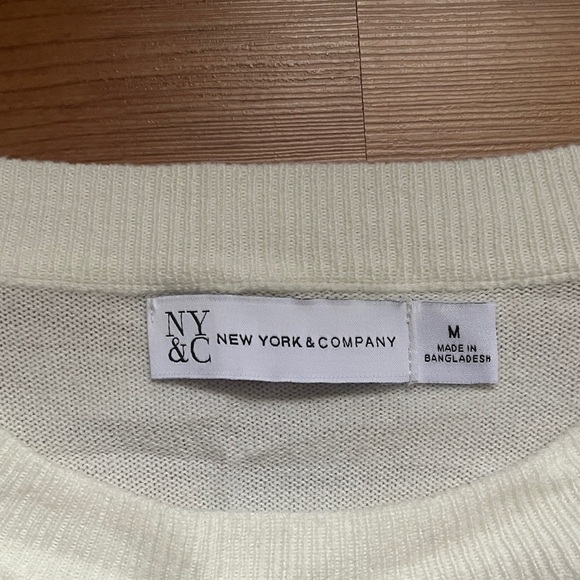 NY
&C
NEW YORK & COMPANY
M
MADE IN
BANGLADESH